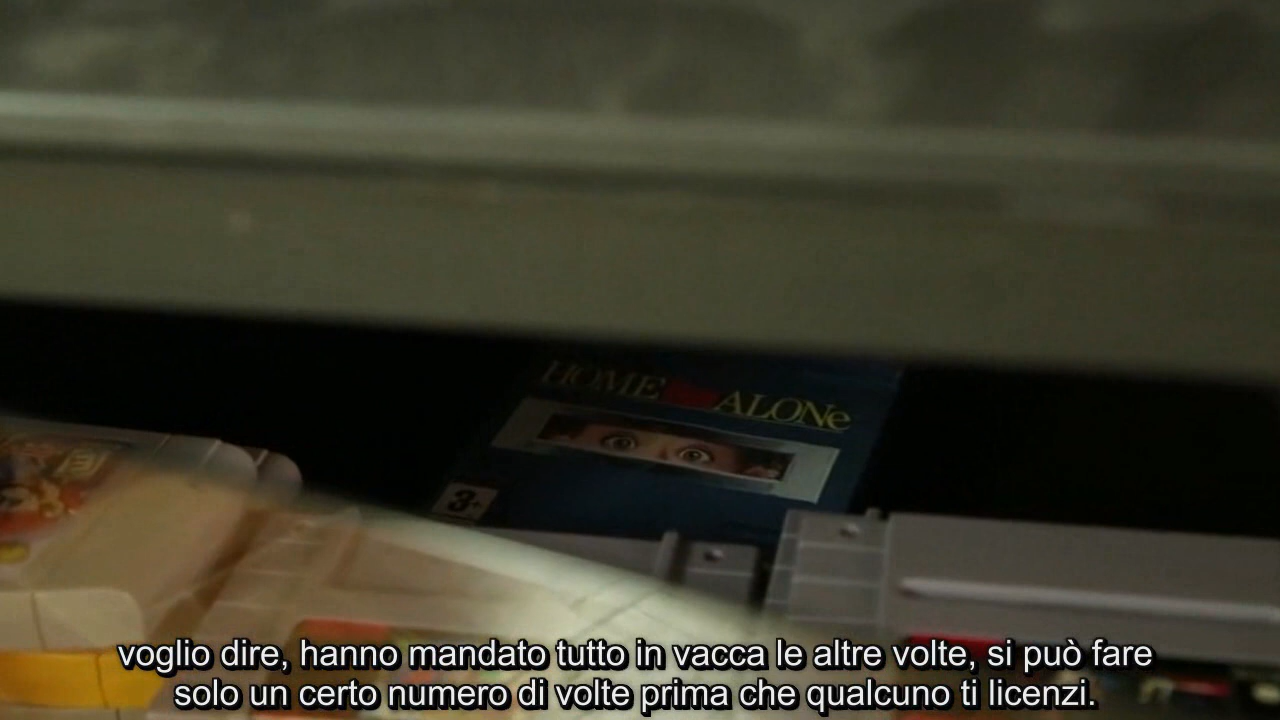 HOME ALONe
3+
voglio dire, hanno mandato tutto in vacca le altre volte, si può fare
solo un certo numero di volte prima che qualcuno ti licenzi.